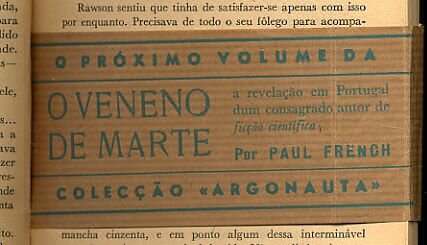 Rawson sentiu que tinha de satisfazer-se apenas com isso
por enquanto. Precisava de todo o seu fôlego para acompa-
O PRÓXIMO VOLUME DA
O VENENO
DE MARTE
a revelação em Portugal
dum consagrado autor de
ficção científica
Por PAUL FRENCH
COLECÇÃO «ARGONAUTA»
mancha cinzenta, e em ponto algum dessa interminável